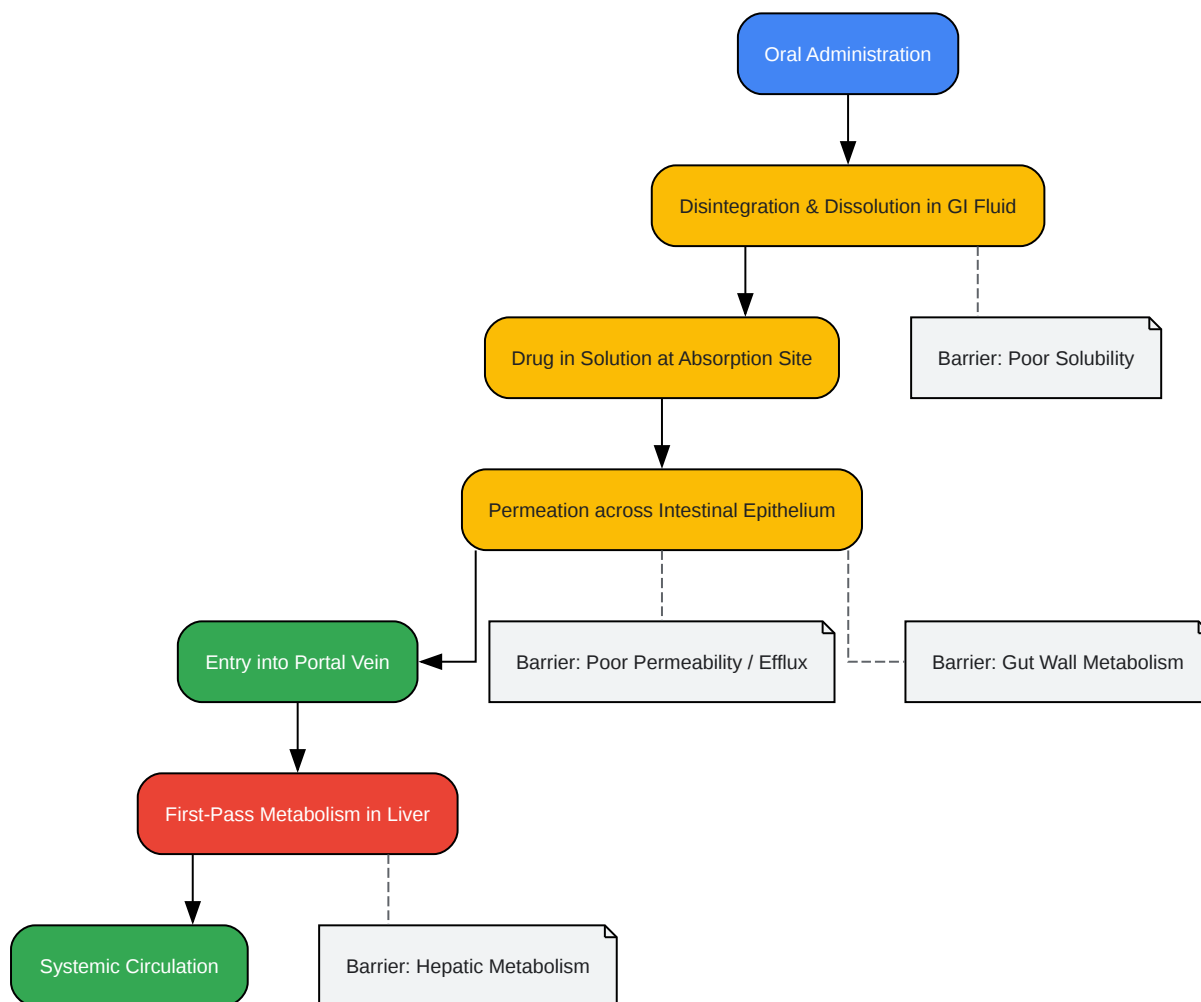 Oral Administration
Disintegration & Dissolution in GI Fluid
Drug in Solution at Absorption Site
Barrier: Poor Solubility
Permeation across Intestinal Epithelium
Entry into Portal Vein
Barrier: Poor Permeability / Efflux
Barrier: Gut Wall Metabolism
First-Pass Metabolism in Liver
Systemic Circulation
Barrier: Hepatic Metabolism